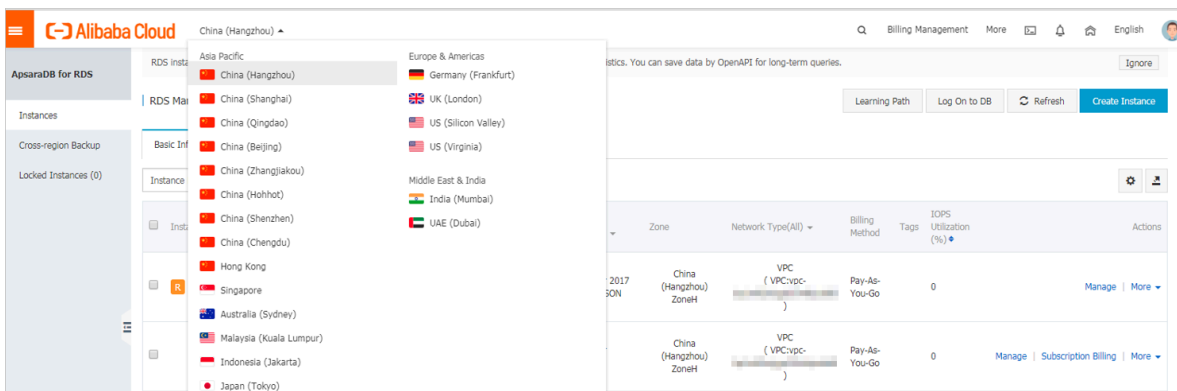 Alibaba Cloud
China (Hangzhou)
Billing Management
More
English
ApsaraDB for RDS
Instances
Cross-region Backup
Locked Instances (0)
RDS insta
istics. You can save data by OpenAPI for long-term queries.
Ignore
RDS Mar
Learning Path
Log On to DB
Refresh
Create Instance
Basic Inf
Instance
Asia Pacific
China (Hangzhou)
China (Shanghai)
China (Qingdao)
China (Beijing)
China (Zhangjiakou)
China (Hohhot)
China (Shenzhen)
China (Chengdu)
Hong Kong
Singapore
Australia (Sydney)
Malaysia (Kuala Lumpur)
Indonesia (Jakarta)
Japan (Tokyo)
Europe & Americas
Germany (Frankfurt)
UK (London)
US (Silicon Valley)
US (Virginia)
Middle East & India
India (Mumbai)
UAE (Dubai)
Insta
Zone
Network Type(All)
Billing
Method
Tags
IOPS
Utilization
(%)
Actions
R
2017
SON
China
(Hangzhou)
ZoneH
VPC
( VPC:vpc-
)
Pay-As-
You-Go
0
Manage | More
China
(Hangzhou)
ZoneH
VPC
( VPC:vpc-
)
Pay-As-
You-Go
0
Manage | Subscription Billing | More